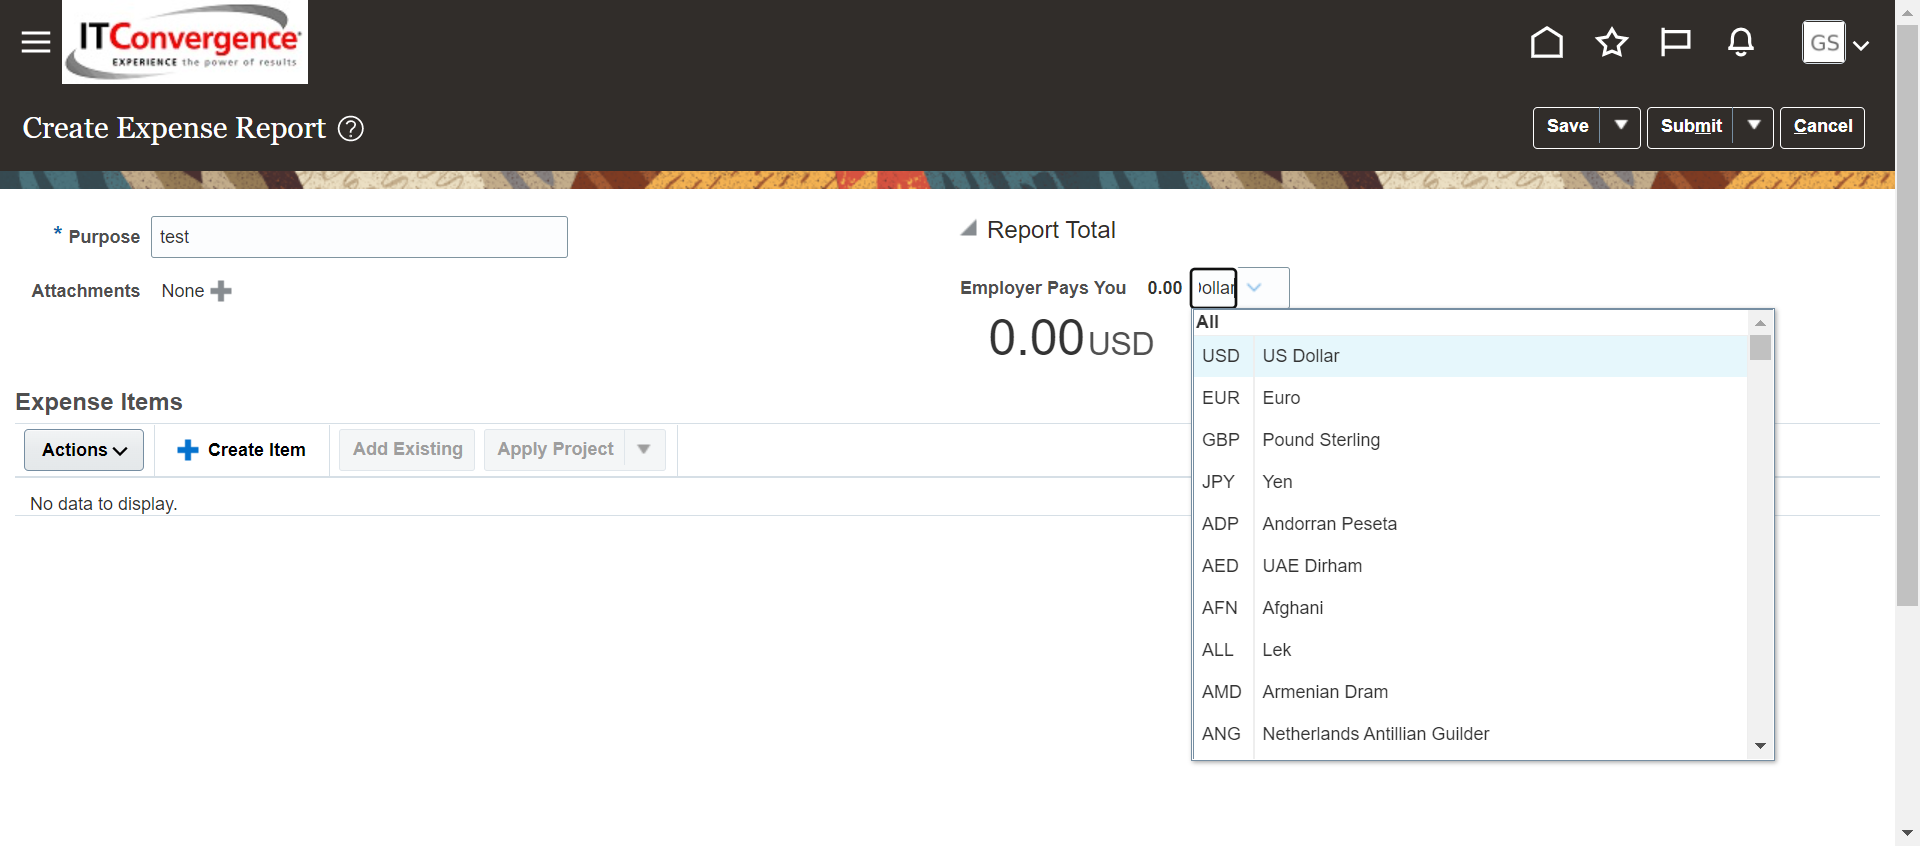 ITConvergence
EXPERIENCE the power of results
GS
Create Expense Report ?
Save Submit Cancel
* Purpose test
Report Total
Attachments None
Employer Pays You 0.00 Dollar
0.00 USD
All
USD US Dollar
EUR Euro
GBP Pound Sterling
JPY Yen
ADP Andorran Peseta
AED UAE Dirham
AFN Afghani
ALL Lek
AMD Armenian Dram
ANG Netherlands Antillian Guilder
Expense Items
Actions Create Item Add Existing Apply Project
No data to display.